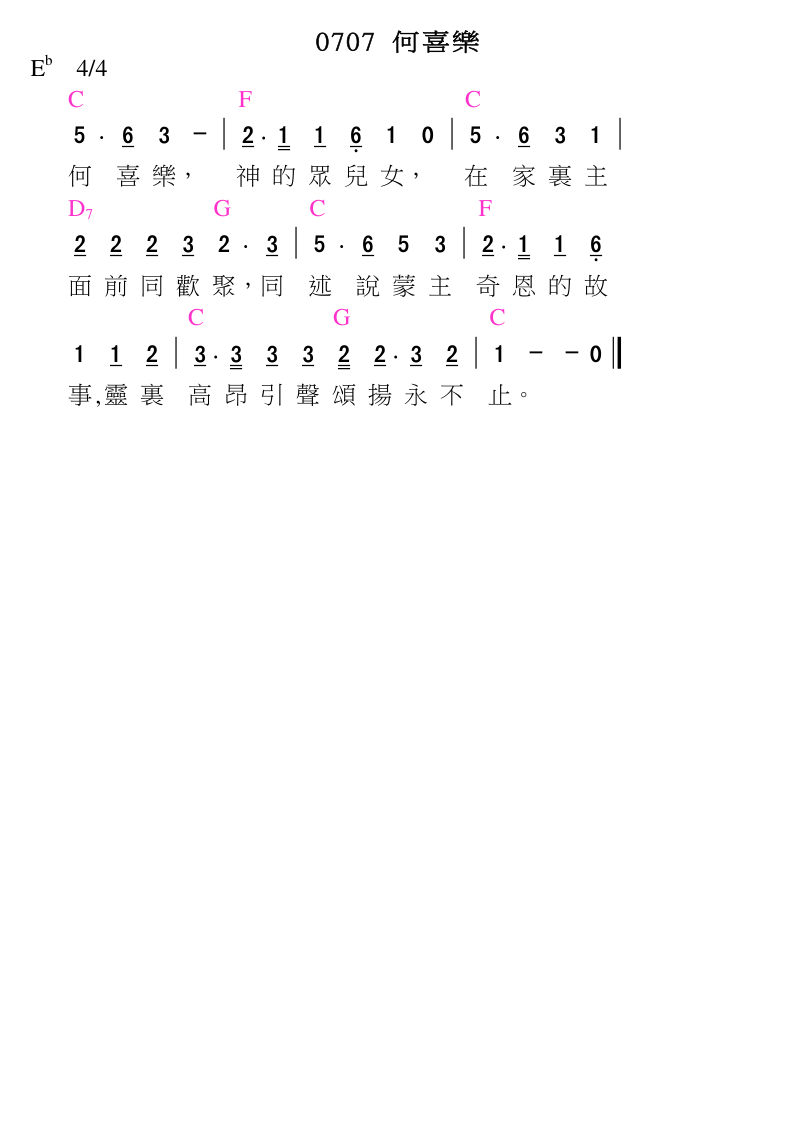 0707 何喜樂
E♭ 4/4
C F C
5 · 6 3 − | 2 · 1 1 6 1 0 | 5 · 6 3 1 |
何 喜 樂， 神 的 眾 兒 女， 在 家 裏 主
D7 G C F
2 2 2 3 2 · 3 | 5 · 6 5 3 | 2 · 1 1 6
面 前 同 歡 聚，同 述 說 蒙 主 奇 恩 的 故
C G C
1 1 2 | 3 · 3 3 3 2 2 · 3 2 | 1 − − 0 ‖
事,靈 裏 高 昂 引 聲 頌 揚 永 不 止。